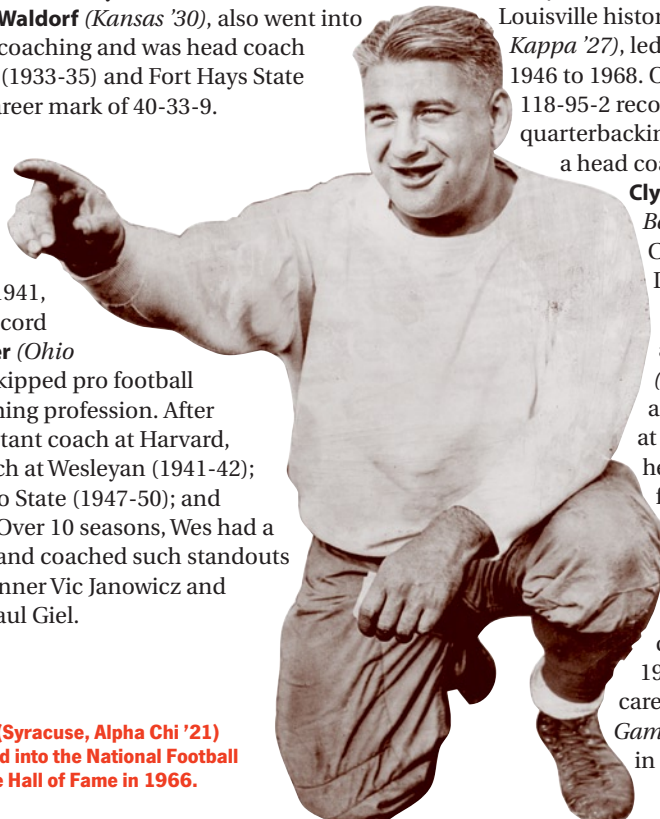 Waldorf (Kansas ’30), also went into
coaching and was head coach
(1933-35) and Fort Hays State
areer mark of 40-33-9.
1941,
cord
er (Ohio
kipped pro football
ning profession. After
tant coach at Harvard,
ch at Wesleyan (1941-42);
o State (1947-50); and
Over 10 seasons, Wes had a
and coached such standouts
nner Vic Janowicz and
aul Giel.
(Syracuse, Alpha Chi ’21)
d into the National Football
e Hall of Fame in 1966.
Louisville histor
Kappa ’27), led
1946 to 1968. O
118-95-2 reco
quarterbackin
a head coa
Cly
Be
C
(
a
at
he
f
19
care
Gam
in